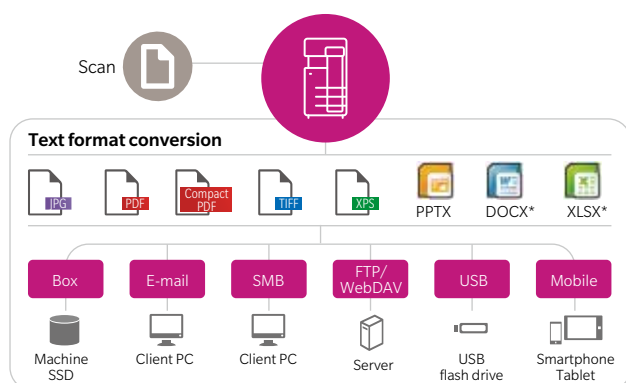 Scan
Text format conversion
JPG
PDF
Compact
PDF
TIFF
XPS
PPTX
DOCX*
XLSX*
Box
E-mail
SMB
FTP/
WebDAV
USB
Mobile
Machine
SSD
Client PC
Client PC
Server
USB
flash drive
Smartphone
Tablet